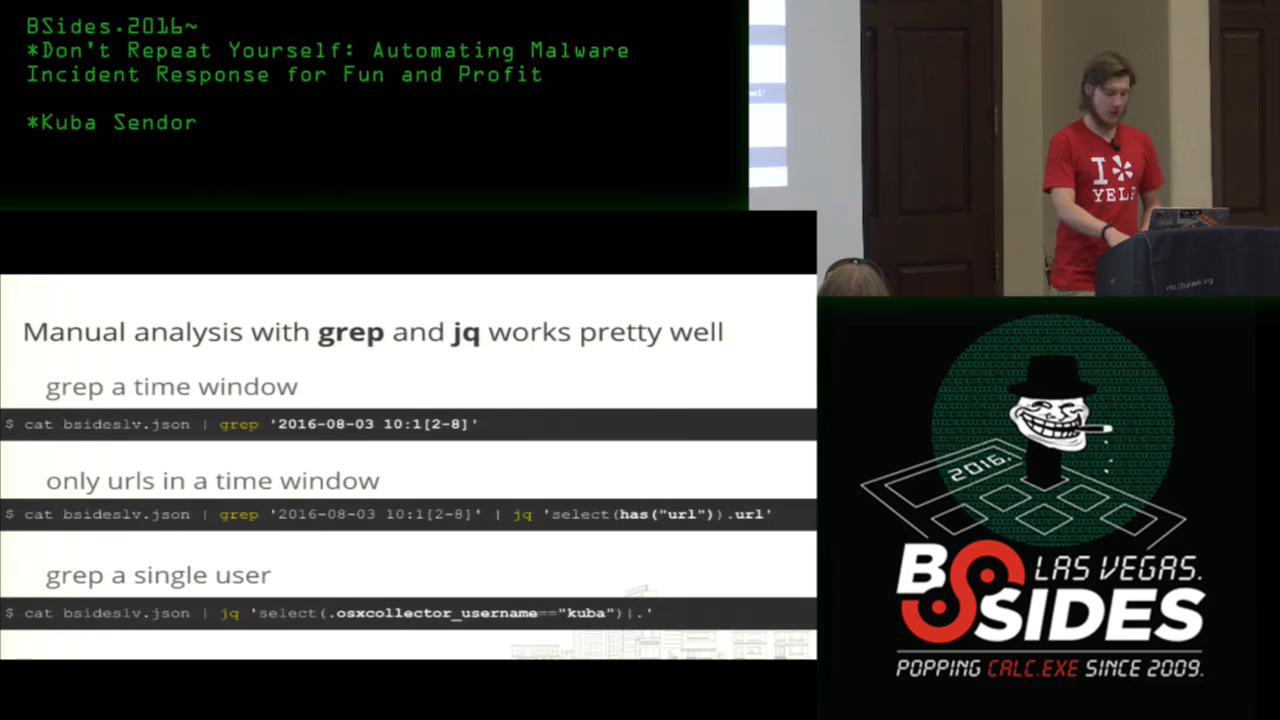 BSides.2016~
*Don't Repeat Yourself: Automating Malware
Incident Response for Fun and Profit
*Kuba Sendor
url'
I YELP
Manual analysis with grep and jq works pretty well
grep a time window
$ cat bsideslv.json | grep '2016-08-03 10:1[2-8]'
only urls in a time window
$ cat bsideslv.json | grep '2016-08-03 10:1[2-8]' | jq 'select(has("url")).url'
grep a single user
$ cat bsideslv.json | jq 'select(.osxcollector_username=="kuba")|.'
2016.
BSIDES
LAS VEGAS.
POPPING CALC.EXE SINCE 2009.